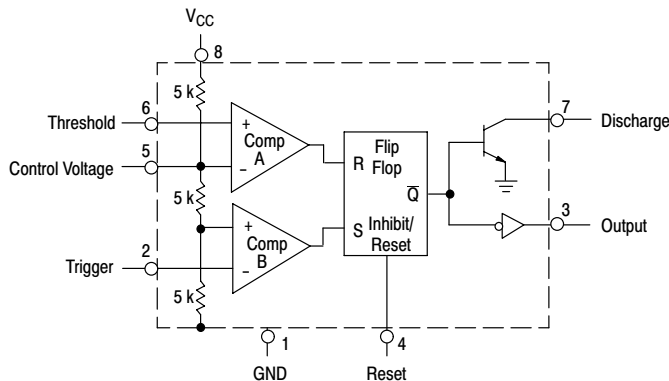 VCC
8
5 k
Threshold
6
+
Comp
A
−
Control Voltage
5
5 k
+
Comp
B
−
Trigger
2
5 k
R
Flip
Flop
Q̅
S
Inhibit/
Reset
7
Discharge
3
Output
1
GND
4
Reset